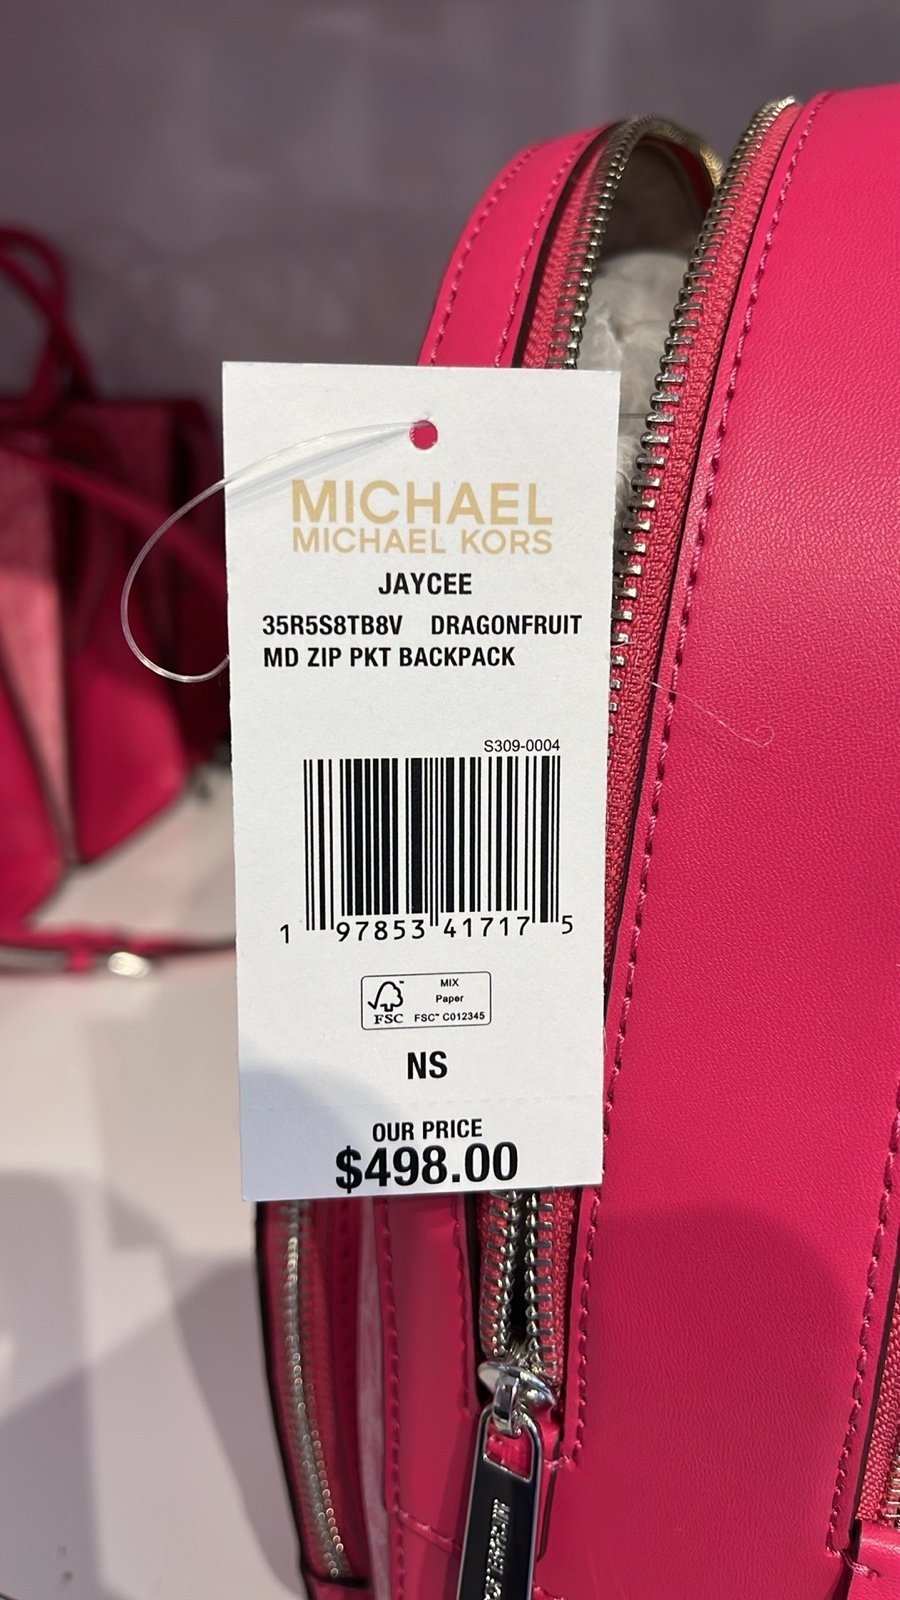 MICHAEL
MICHAEL KORS
JAYCEE
35R5S8TB8V DRAGONFRUIT
MD ZIP PKT BACKPACK
S309-0004
1 97853 41717 5
MIX
Paper
FSC™ C012345
FSC
NS
OUR PRICE
$498.00